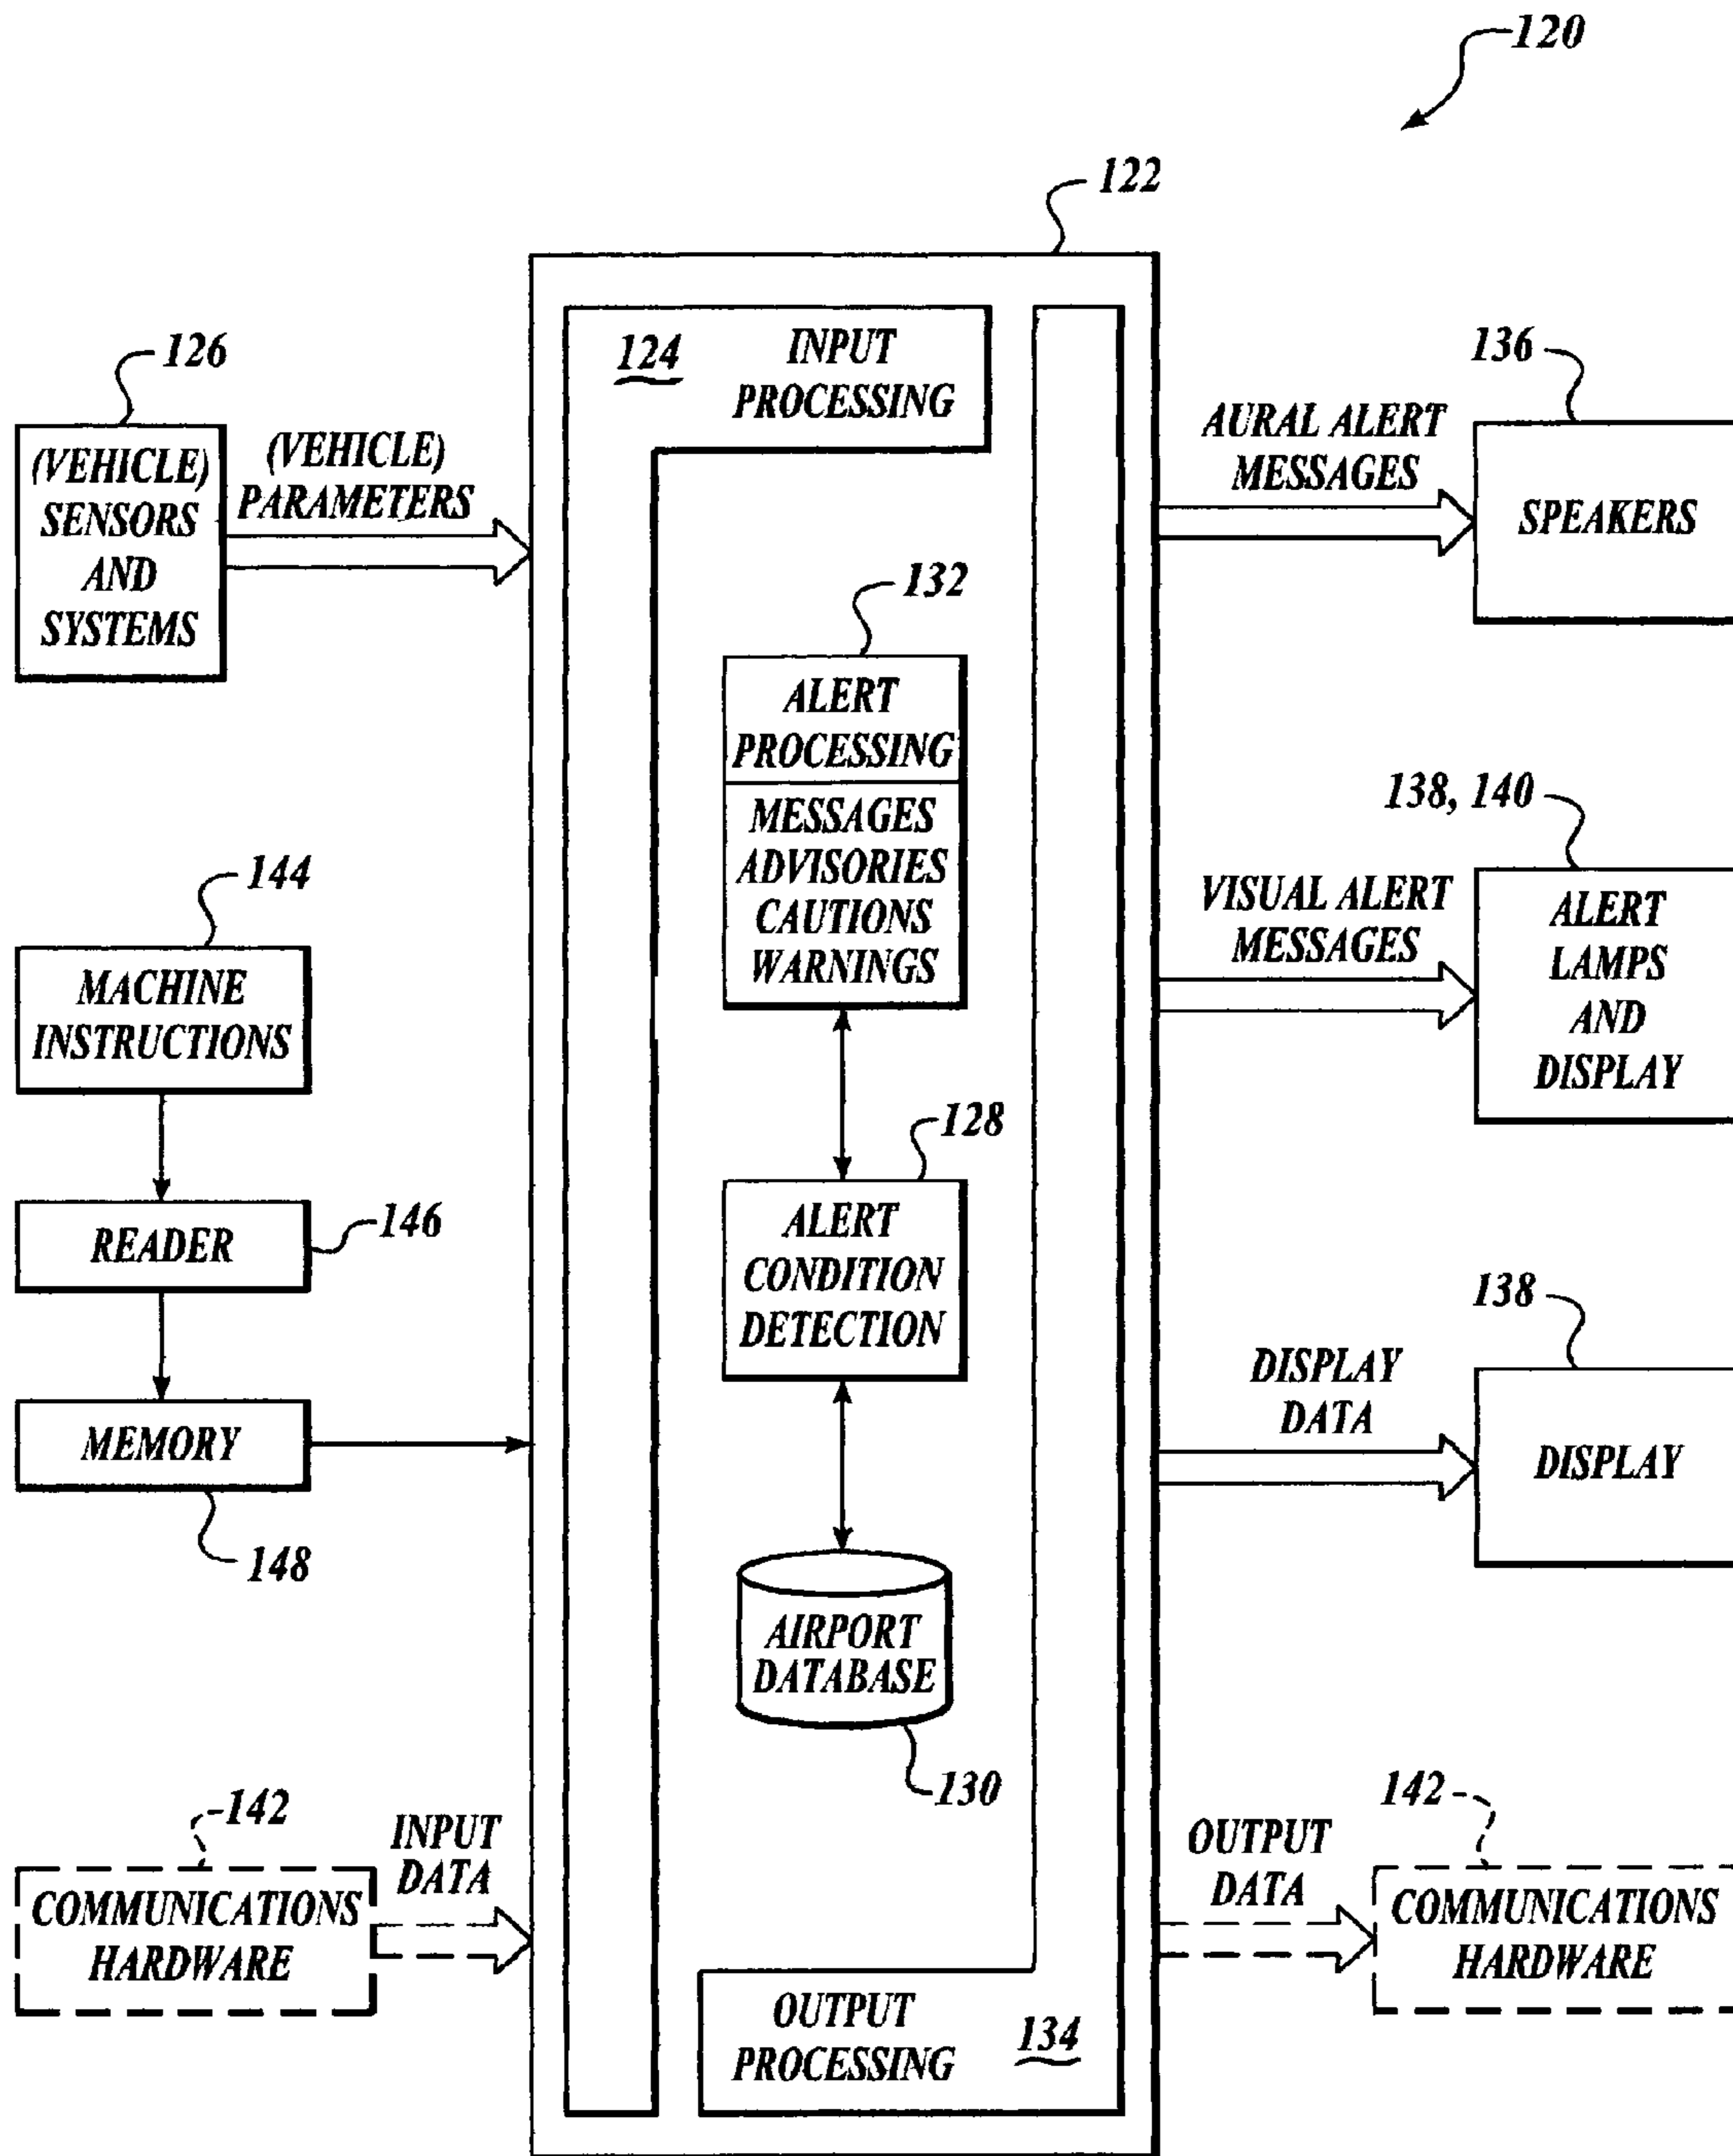 120
122
126
(VEHICLE)
SENSORS
AND
SYSTEMS
(VEHICLE)
PARAMETERS
144
MACHINE
INSTRUCTIONS
READER
146
MEMORY
148
142
COMMUNICATIONS
HARDWARE
INPUT
DATA
124
INPUT
PROCESSING
132
ALERT
PROCESSING
MESSAGES
ADVISORIES
CAUTIONS
WARNINGS
128
ALERT
CONDITION
DETECTION
AIRPORT
DATABASE
130
OUTPUT
PROCESSING
134
AURAL ALERT
MESSAGES
136
SPEAKERS
VISUAL ALERT
MESSAGES
138, 140
ALERT
LAMPS
AND
DISPLAY
DISPLAY
DATA
138
DISPLAY
OUTPUT
DATA
142
COMMUNICATIONS
HARDWARE